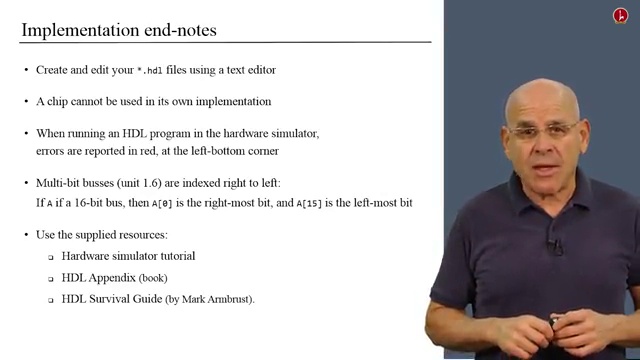 Implementation end-notes
• Create and edit your *.hdl files using a text editor
• A chip cannot be used in its own implementation
• When running an HDL program in the hardware simulator,
errors are reported in red, at the left-bottom corner
• Multi-bit busses (unit 1.6) are indexed right to left:
If A if a 16-bit bus, then A[0] is the right-most bit, and A[15] is the left-most bit
• Use the supplied resources:
❑ Hardware simulator tutorial
❑ HDL Appendix (book)
❑ HDL Survival Guide (by Mark Armbrust).